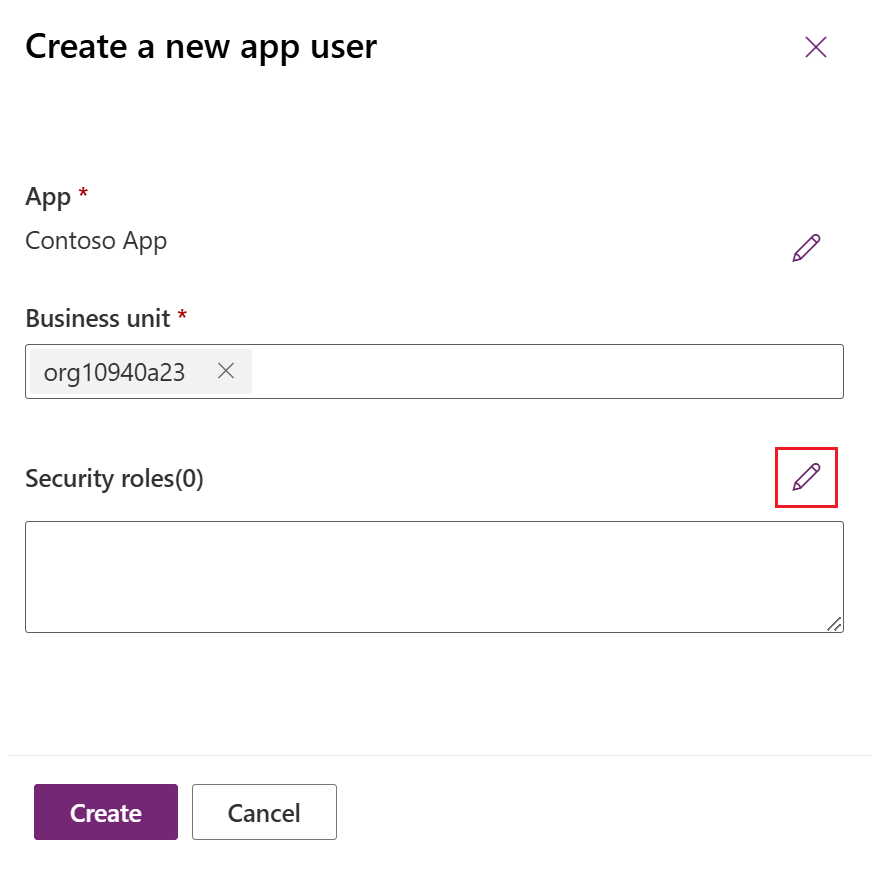 Create a new app user
App *
Contoso App
Business unit *
org10940a23
Security roles(0)
Create
Cancel